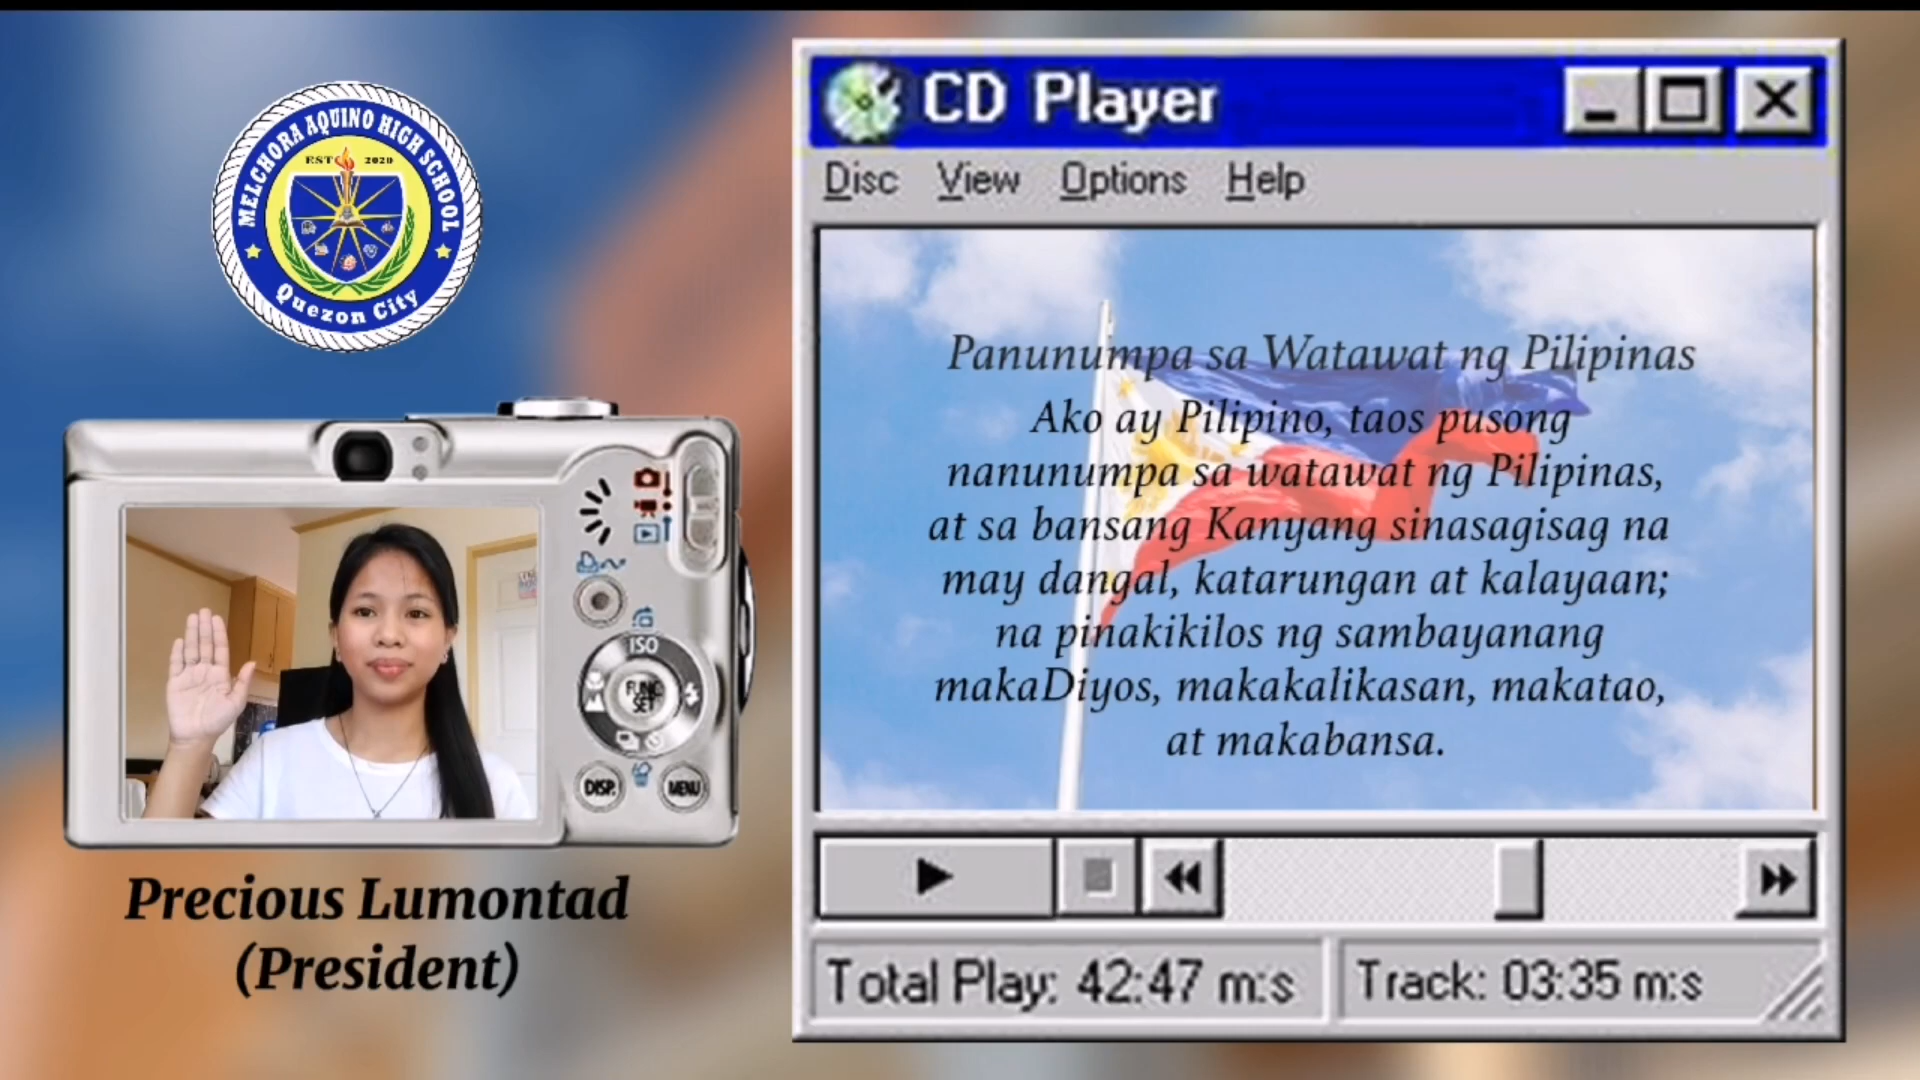 MELCHORA AQUINO HIGH SCHOOL
EST 2020
Quezon City
ISO
FUNC.
SET
DISP.
MENU
Precious Lumontad
(President)
CD Player
Disc View Options Help
Panunumpa sa Watawat ng Pilipinas
Ako ay Pilipino, taos pusong
nanunumpa sa watawat ng Pilipinas,
at sa bansang Kanyang sinasagisag na
may dangal, katarungan at kalayaan;
na pinakikilos ng sambayanang
makaDiyos, makakalikasan, makatao,
at makabansa.
Total Play: 42:47 m:s
Track: 03:35 m:s